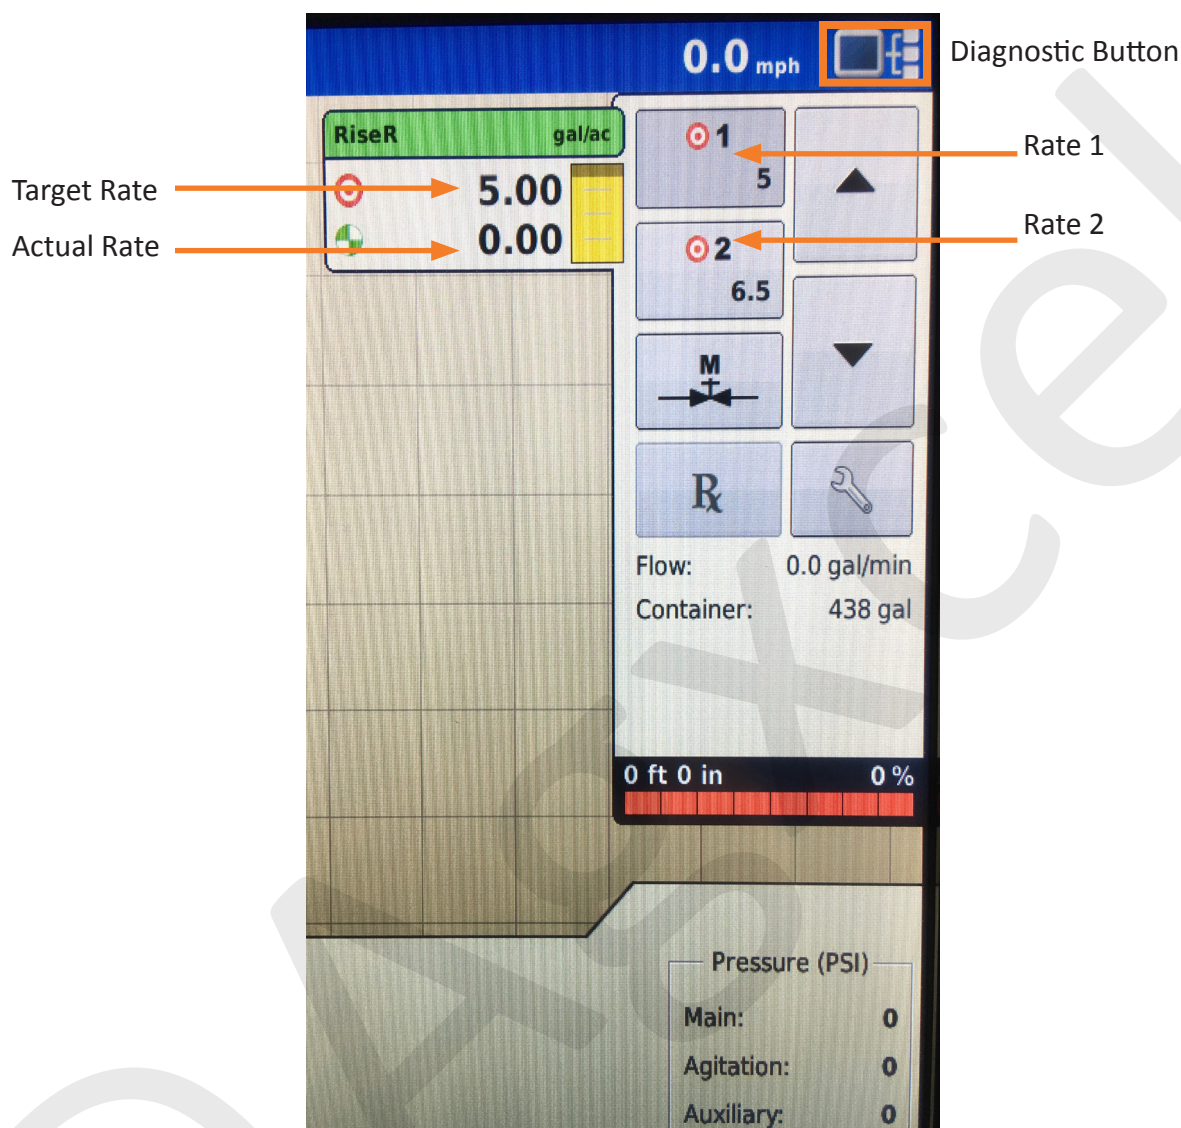 0.0 mph
Diagnostic Button
RiseR gal/ac
1
Rate 1
5
Target Rate
5.00
Actual Rate
0.00
2
Rate 2
6.5
M
Rx
Flow: 0.0 gal/min
Container: 438 gal
0 ft 0 in 0 %
Pressure (PSI)
Main: 0
Agitation: 0
Auxiliary: 0
Agxcel